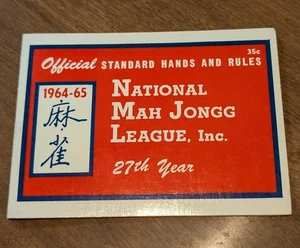 35c
Official STANDARD HANDS AND RULES
1964-65
麻
雀
NATIONAL
MAH JONGG
LEAGUE, Inc.
27th Year